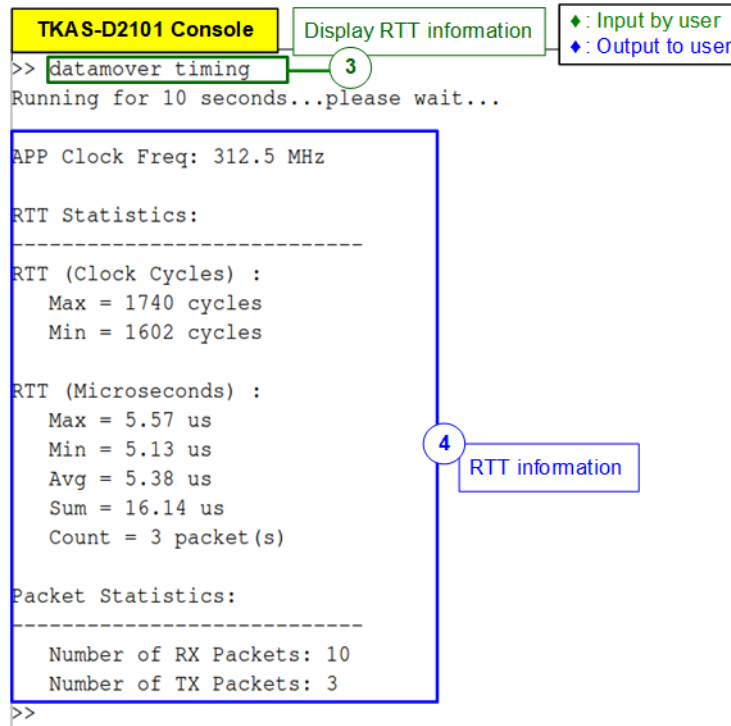 TKAS-D2101 Console
Display RTT information
♦: Input by user
♦: Output to user
>> datamover timing
3
Running for 10 seconds...please wait...
APP Clock Freq: 312.5 MHz
RTT Statistics:
----------------------------
RTT (Clock Cycles) :
Max = 1740 cycles
Min = 1602 cycles
RTT (Microseconds) :
Max = 5.57 us
Min = 5.13 us
Avg = 5.38 us
Sum = 16.14 us
Count = 3 packet(s)
4
RTT information
Packet Statistics:
----------------------------
Number of RX Packets: 10
Number of TX Packets: 3
>>